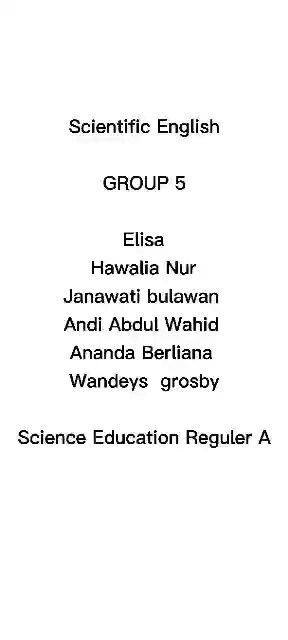 Scientific English
GROUP 5
Elisa
Hawalia Nur
Janawati bulawan
Andi Abdul Wahid
Ananda Berliana
Wandeys grosby
Science Education Reguler A